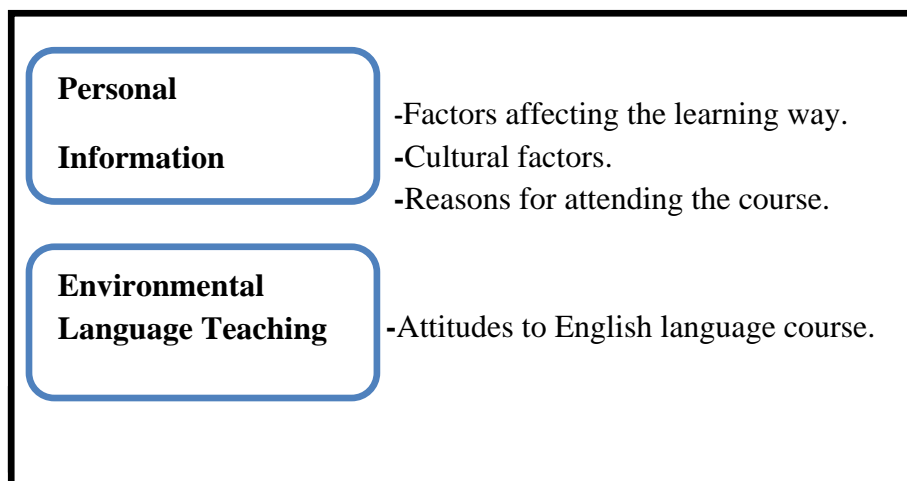 Personal
Information
-Factors affecting the learning way.
-Cultural factors.
-Reasons for attending the course.
Environmental
Language Teaching
-Attitudes to English language course.